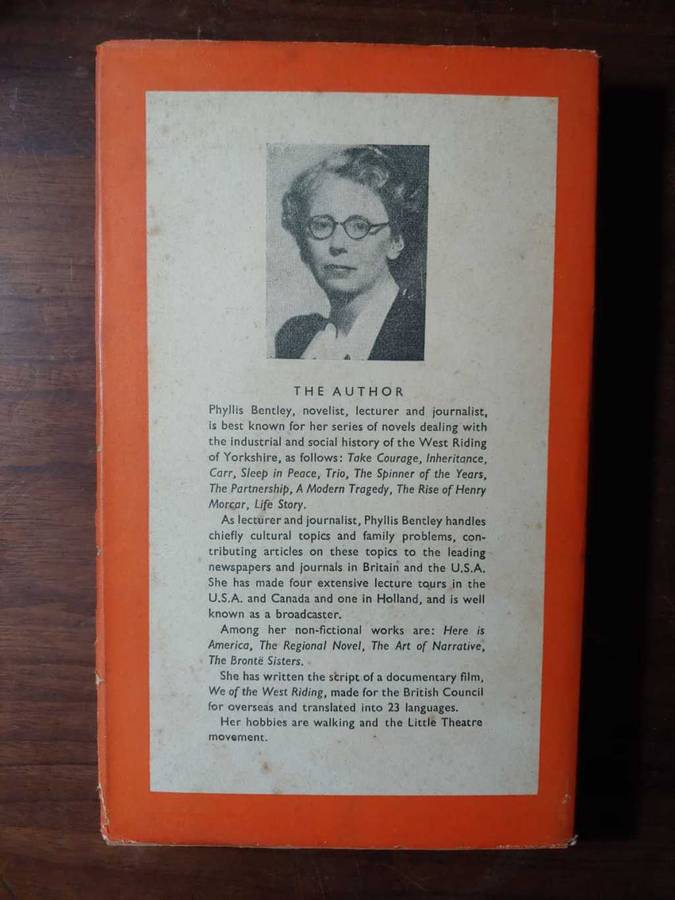 THE AUTHOR
Phyllis Bentley, novelist, lecturer and journalist,
is best known for her series of novels dealing with
the industrial and social history of the West Riding
of Yorkshire, as follows: Take Courage, Inheritance,
Carr, Sleep in Peace, Trio, The Spinner of the Years,
The Partnership, A Modern Tragedy, The Rise of Henry
Morcar, Life Story.
As lecturer and journalist, Phyllis Bentley handles
chiefly cultural topics and family problems, con-
tributing articles on these topics to the leading
newspapers and journals in Britain and the U.S.A.
She has made four extensive lecture tours in the
U.S.A. and Canada and one in Holland, and is well
known as a broadcaster.
Among her non-fictional works are: Here is
America, The Regional Novel, The Art of Narrative,
The Brontë Sisters.
She has written the script of a documentary film,
We of the West Riding, made for the British Council
for overseas and translated into 23 languages.
Her hobbies are walking and the Little Theatre
movement.